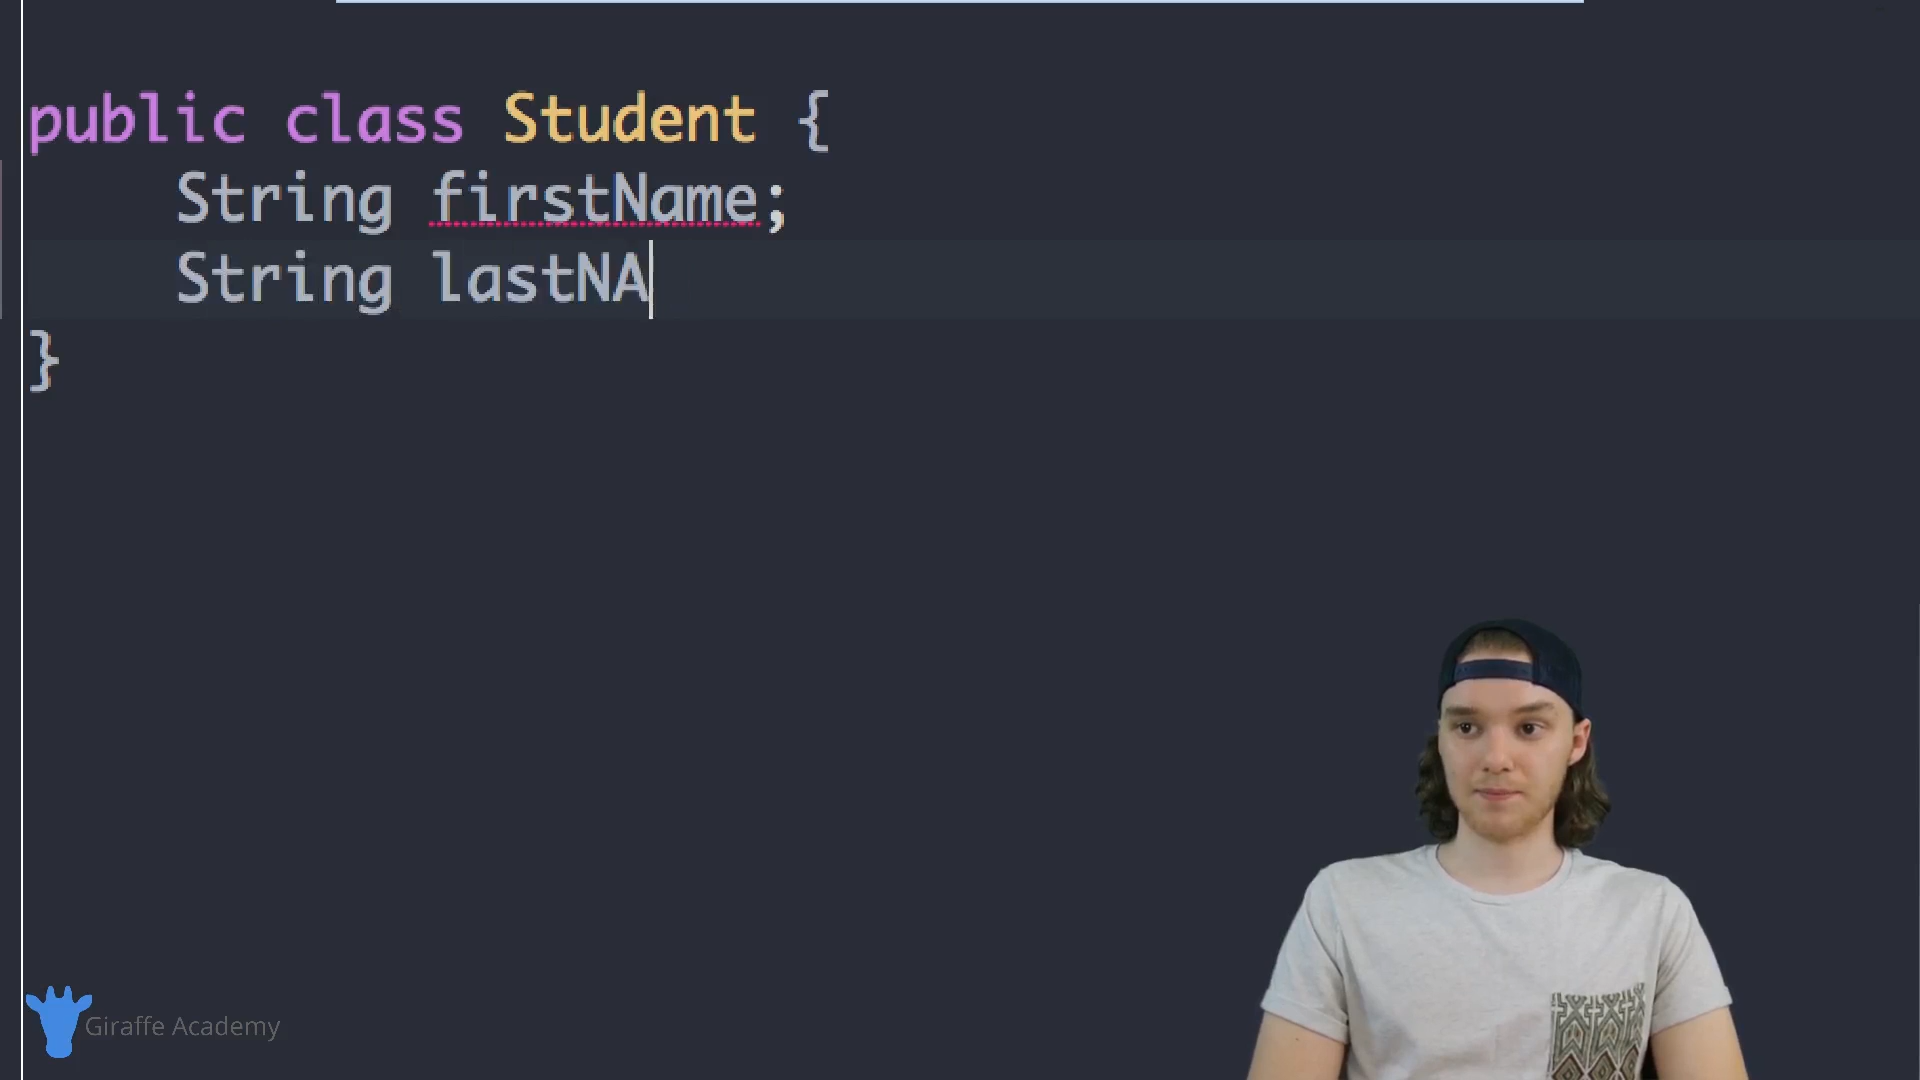 public class Student {
String firstName;
String lastNA
}
Giraffe Academy